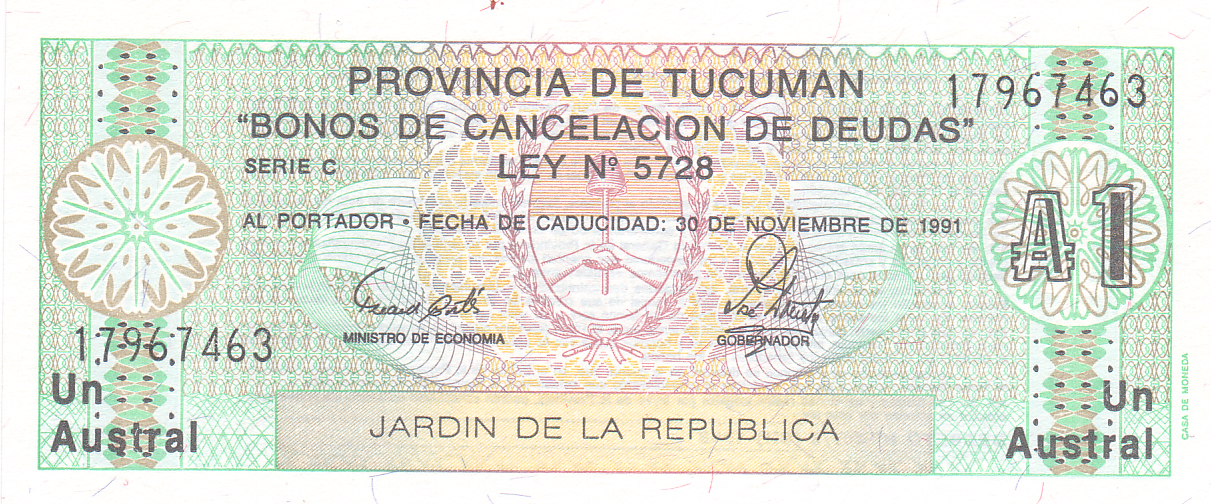 PROVINCIA DE TUCUMAN
17967463
"BONOS DE CANCELACION DE DEUDAS"
SERIE C
LEY Nº 5728
AL PORTADOR • FECHA DE CADUCIDAD: 30 DE NOVIEMBRE DE 1991
A 1
MINISTRO DE ECONOMIA
GOBERNADOR
17967463
Un
Austral
JARDIN DE LA REPUBLICA
Un
Austral
CASA DE MONEDA